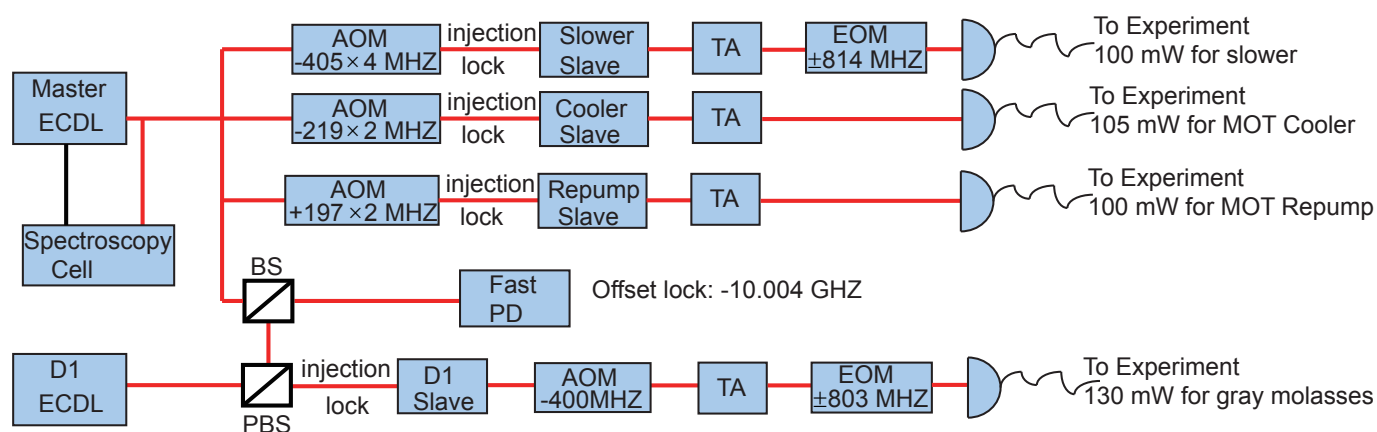 Master
ECDL
AOM
-405×4 MHZ
injection
lock
Slower
Slave
TA
EOM
±814 MHZ
To Experiment
100 mW for slower
AOM
-219×2 MHZ
injection
lock
Cooler
Slave
TA
To Experiment
105 mW for MOT Cooler
AOM
+197×2 MHZ
injection
lock
Repump
Slave
TA
To Experiment
100 mW for MOT Repump
Spectroscopy
Cell
BS
Fast
PD
Offset lock: -10.004 GHZ
D1
ECDL
PBS
injection
lock
D1
Slave
AOM
-400MHZ
TA
EOM
±803 MHZ
To Experiment
130 mW for gray molasses